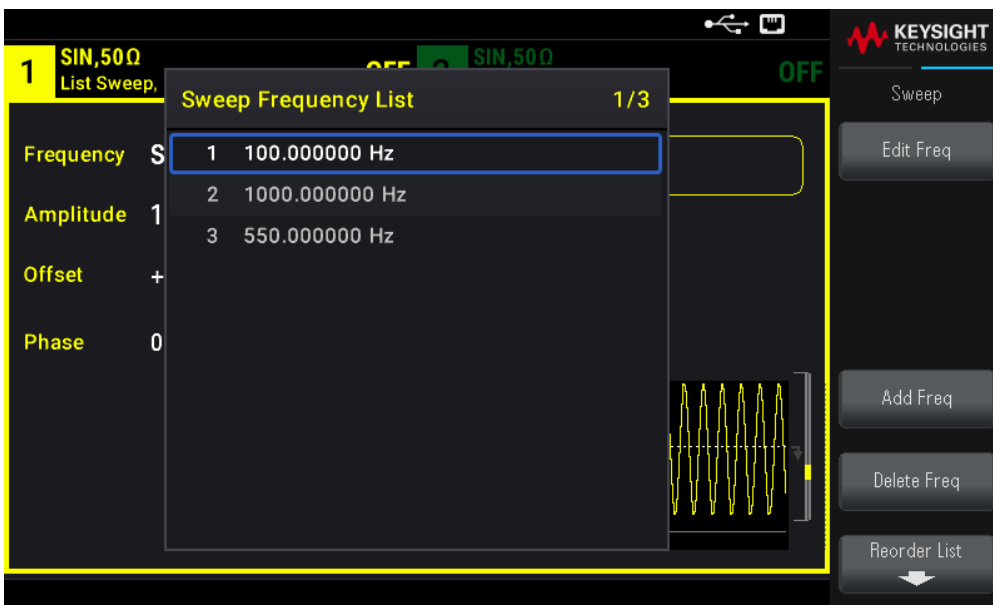 KEYSIGHT
TECHNOLOGIES
1 SIN,50Ω
List Sweep,
OFF
SIN,50Ω
OFF
Sweep
Sweep Frequency List 1/3
1 100.000000 Hz
2 1000.000000 Hz
3 550.000000 Hz
Frequency S
Amplitude 1
Offset +
Phase 0
Edit Freq
Add Freq
Delete Freq
Reorder List